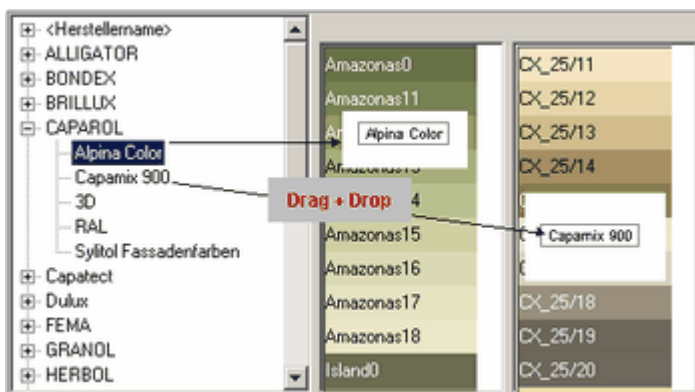 <Herstellername>
ALLIGATOR
BONDEX
BRILLUX
CAPAROL
Alpina Color
Capamix 900
3D
RAL
Sylitol Fassadenfarben
Capatect
Dulux
FEMA
GRANOL
HERBOL
Amazonas0
Amazonas11
Alpina Color
Drag + Drop
4
Amazonas15
Amazonas16
Amazonas17
Amazonas18
Island0
CX_25/11
CX_25/12
CX_25/13
CX_25/14
Capamix 900
CX_25/18
CX_25/19
CX_25/20